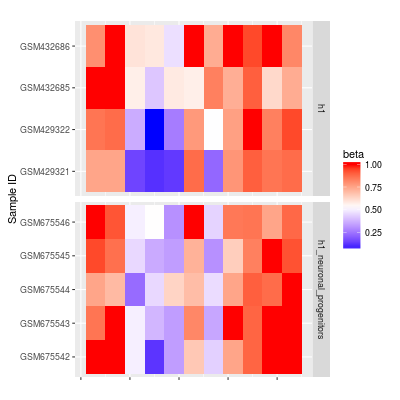 Sample ID
GSM432686
GSM432685
GSM429322
GSM429321
h1
GSM675546
GSM675545
GSM675544
GSM675543
GSM675542
h1_neuronal_progenitors
beta
1.00
0.75
0.50
0.25